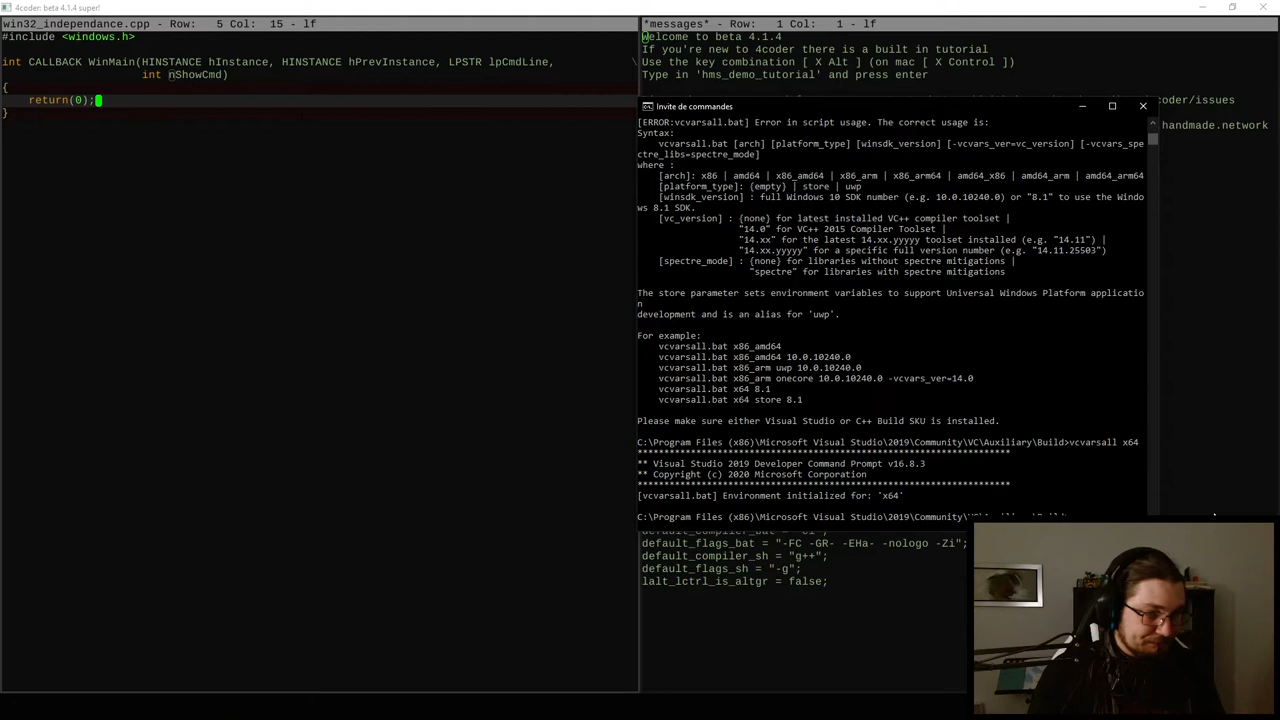 4coder: beta 4.1.4 super!
win32_independance.cpp - Row: 5 Col: 15 - lf
#include <windows.h>
int CALLBACK WinMain(HINSTANCE hInstance, HINSTANCE hPrevInstance, LPSTR lpCmdLine, \
int nShowCmd)
{
return(0);
}
*messages* - Row: 1 Col: 1 - lf
Welcome to beta 4.1.4
If you're new to 4coder there is a built in tutorial
Use the key combination [ X Alt ] (on mac [ X Control ])
Type in 'hms_demo_tutorial' and press enter
coder/issues
handmade.network
Invite de commandes
[ERROR:vcvarsall.bat] Error in script usage. The correct usage is:
Syntax:
vcvarsall.bat [arch] [platform_type] [winsdk_version] [-vcvars_ver=vc_version] [-vcvars_spe
ctre_libs=spectre_mode]
where :
[arch]: x86 | amd64 | x86_amd64 | x86_arm | x86_arm64 | amd64_x86 | amd64_arm | amd64_arm64
[platform_type]: {empty} | store | uwp
[winsdk_version] : full Windows 10 SDK number (e.g. 10.0.10240.0) or "8.1" to use the Windo
ws 8.1 SDK.
[vc_version] : {none} for latest installed VC++ compiler toolset |
"14.0" for VC++ 2015 Compiler Toolset |
"14.xx" for the latest 14.xx.yyyyy toolset installed (e.g. "14.11") |
"14.xx.yyyyy" for a specific full version number (e.g. "14.11.25503")
[spectre_mode] : {none} for libraries without spectre mitigations |
"spectre" for libraries with spectre mitigations
The store parameter sets environment variables to support Universal Windows Platform applicatio
n
development and is an alias for 'uwp'.
For example:
vcvarsall.bat x86_amd64
vcvarsall.bat x86_amd64 10.0.10240.0
vcvarsall.bat x86_arm uwp 10.0.10240.0
vcvarsall.bat x86_arm onecore 10.0.10240.0 -vcvars_ver=14.0
vcvarsall.bat x64 8.1
vcvarsall.bat x64 store 8.1
Please make sure either Visual Studio or C++ Build SKU is installed.
C:\Program Files (x86)\Microsoft Visual Studio\2019\Community\VC\Auxiliary\Build>vcvarsall x64
**********************************************************************
** Visual Studio 2019 Developer Command Prompt v16.8.3
** Copyright (c) 2020 Microsoft Corporation
**********************************************************************
[vcvarsall.bat] Environment initialized for: 'x64'
C:\Program Files (x86)\Microsoft Visual Studio\2019\Community\
default_flags_bat = "-FC -GR- -EHa- -nologo -Zi";
default_compiler_sh = "g++";
default_flags_sh = "-g";
lalt_lctrl_is_altgr = false;